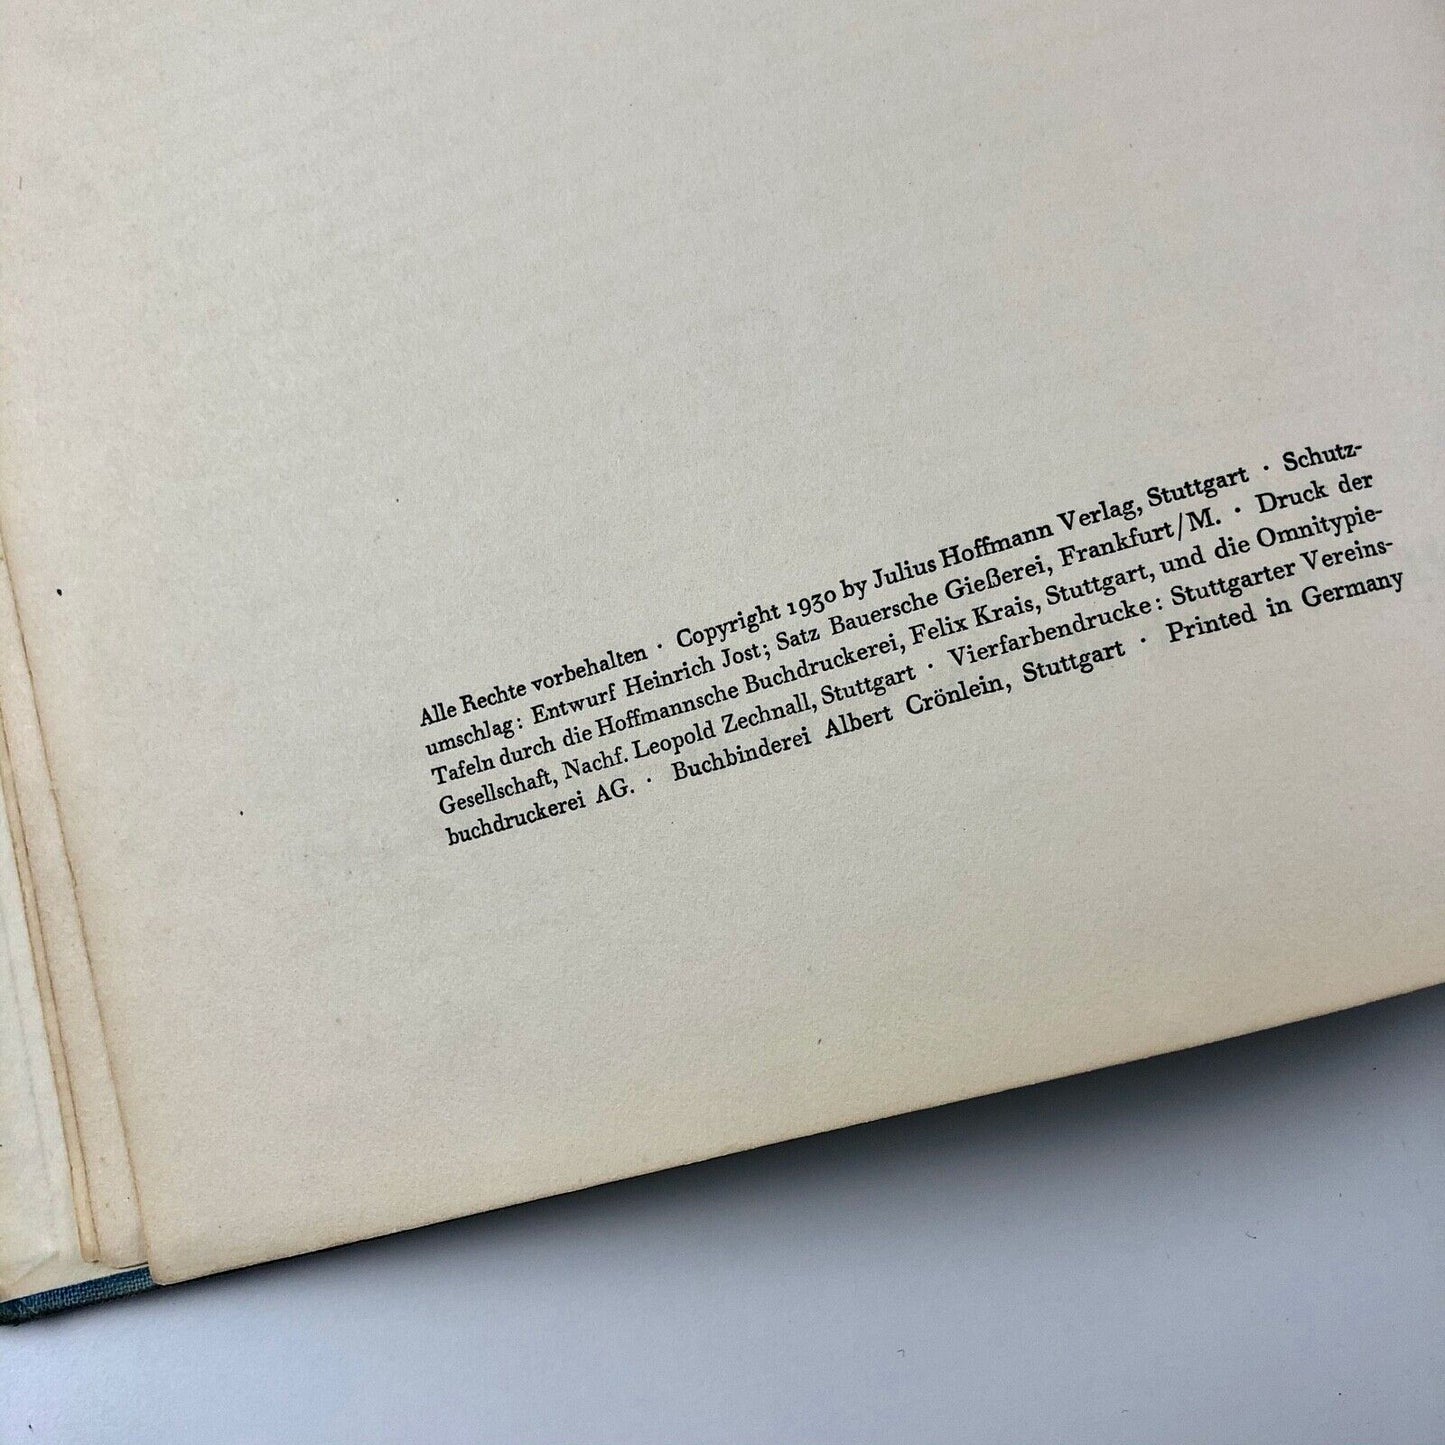 Alle Rechte vorbehalten · Copyright 1930 by Julius Hoffmann Verlag, Stuttgart · Schutz-
umschlag: Entwurf Heinrich Jost; Satz Bauersche Gießerei, Frankfurt/M. · Druck der
Tafeln durch die Hoffmannsche Buchdruckerei, Felix Krais, Stuttgart, und die Omnitypie-
Gesellschaft, Nachf. Leopold Zechnall, Stuttgart · Vierfarbendrucke: Stuttgarter Vereins-
buchdruckerei AG. · Buchbinderei Albert Crönlein, Stuttgart · Printed in Germany